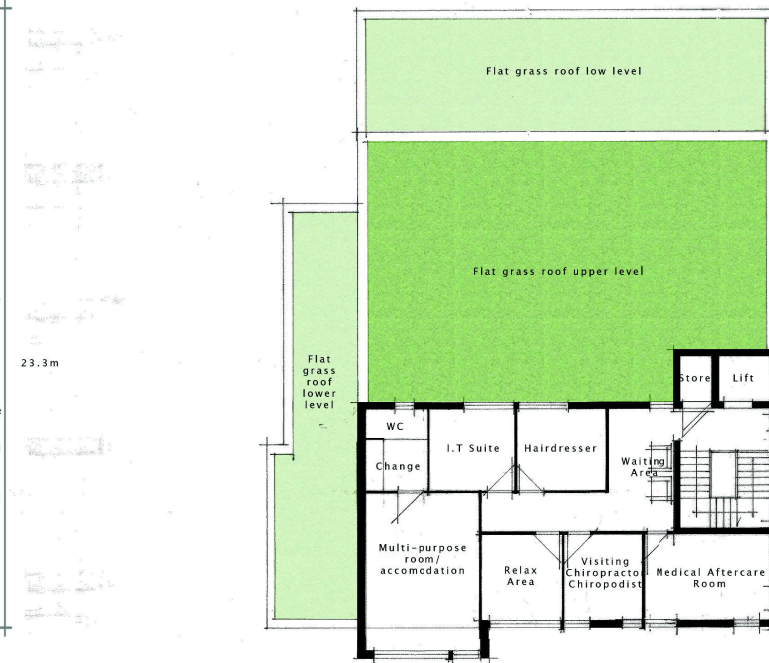 Flat grass roof low level
Flat grass roof upper level
23.3m
Flat
grass
roof
lower
level
Store
Lift
WC
Change
I.T Suite
Hairdresser
Waiting
Area
Multi-purpose
room/
accomcdation
Relax
Area
Visiting
Chiropractor
Chiropodist
Medical Aftercare
Room